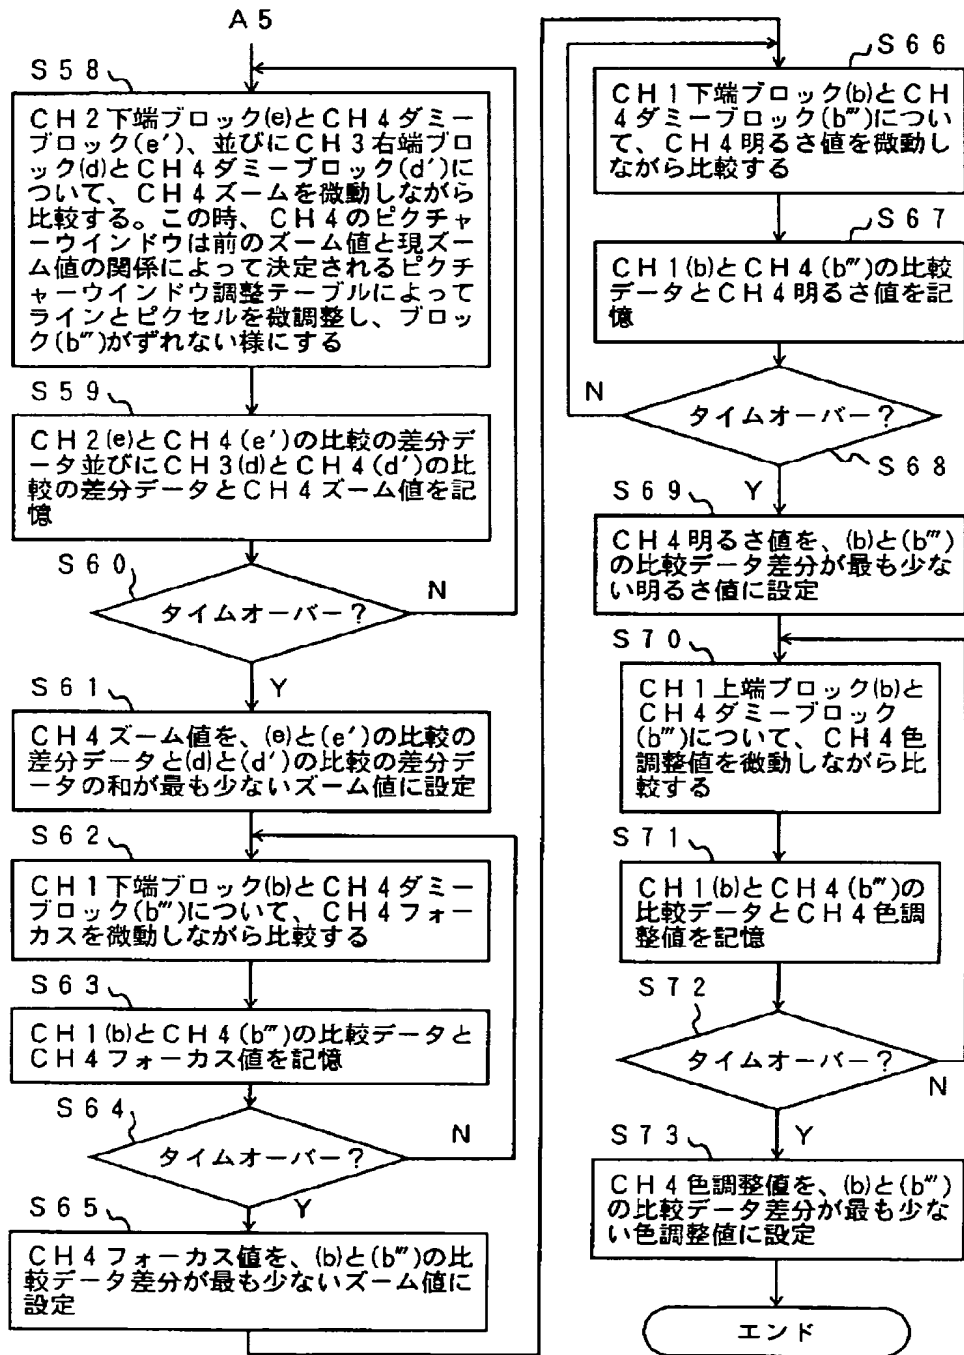 A5
S58
CH2下端ブロック(e)とCH4ダミー
ブロック(e')、並びにCH3右端ブロ
ック(d)とCH4ダミーブロック(d')に
ついて、CH4ズームを微動しながら
比較する。この時、CH4のピクチャ
ーウインドウは前のズーム値と現ズー
ム値の関係によって決定されるピク
チャーウインドウ調整テーブルによって
ラインとピクセルを微調整し、ブロ
ック(b''')がずれない様にする
S59
CH2(e)とCH4(e')の比較の差分デ
ータ並びにCH3(d)とCH4(d')の比
較の差分データとCH4ズーム値を記
憶
S60
タイムオーバー?
N
Y
S61
CH4ズーム値を、(e)と(e')の比較の
差分データと(d)と(d')の比較の差分デ
ータの和が最も少ないズーム値に設定
S62
CH1下端ブロック(b)とCH4ダミー
ブロック(b''')について、CH4フォー
カスを微動しながら比較する
S63
CH1(b)とCH4(b''')の比較データと
CH4フォーカス値を記憶
S64
タイムオーバー?
N
Y
S65
CH4フォーカス値を、(b)と(b''')の比
較データ差分が最も少ないズーム値に
設定
S66
CH1下端ブロック(b)とCH
4ダミーブロック(b''')につい
て、CH4明るさ値を微動し
ながら比較する
S67
CH1(b)とCH4(b''')の比較
データとCH4明るさ値を記
憶
N
タイムオーバー?
S68
Y
S69
CH4明るさ値を、(b)と(b''')
の比較データ差分が最も少な
い明るさ値に設定
S70
CH1上端ブロック(b)と
CH4ダミーブロック
(b''')について、CH4色
調整値を微動しながら比
較する
S71
CH1(b)とCH4(b''')の
比較データとCH4色調
整値を記憶
S72
タイムオーバー?
N
Y
S73
CH4色調整値を、(b)と(b''')
の比較データ差分が最も少な
い色調整値に設定
エンド